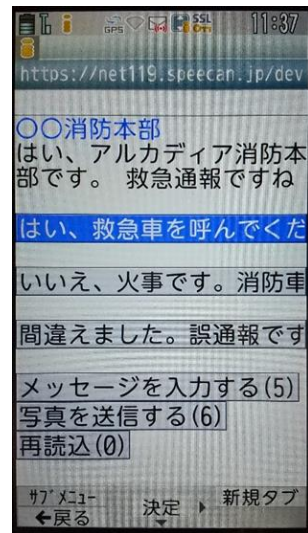 GPS SSL 11:37
https://net119.speecan.jp/dev
〇〇消防本部
はい、アルカディア消防本
部です。 救急通報ですね
はい、救急車を呼んでくだ
いいえ、火事です。消防車
間違えました。誤通報です
メッセージを入力する(5)
写真を送信する(6)
再読込(0)
サブメニュー 決定 新規タブ
戻る